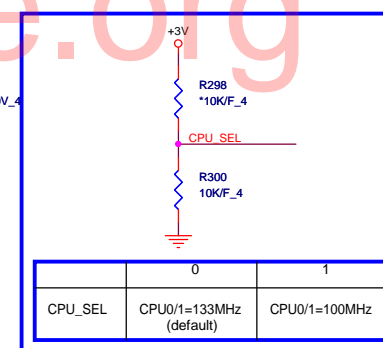 e.org
+3V
V_4
R298
*10K/F_4
CPU_SEL
R300
10K/F_4
0 1
CPU_SEL CPU0/1=133MHz CPU0/1=100MHz
(default)